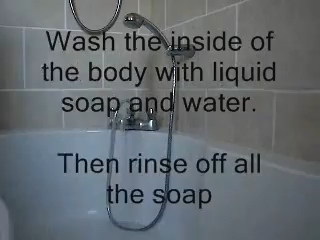 Wash the inside of
the body with liquid
soap and water.
Then rinse off all
the soap